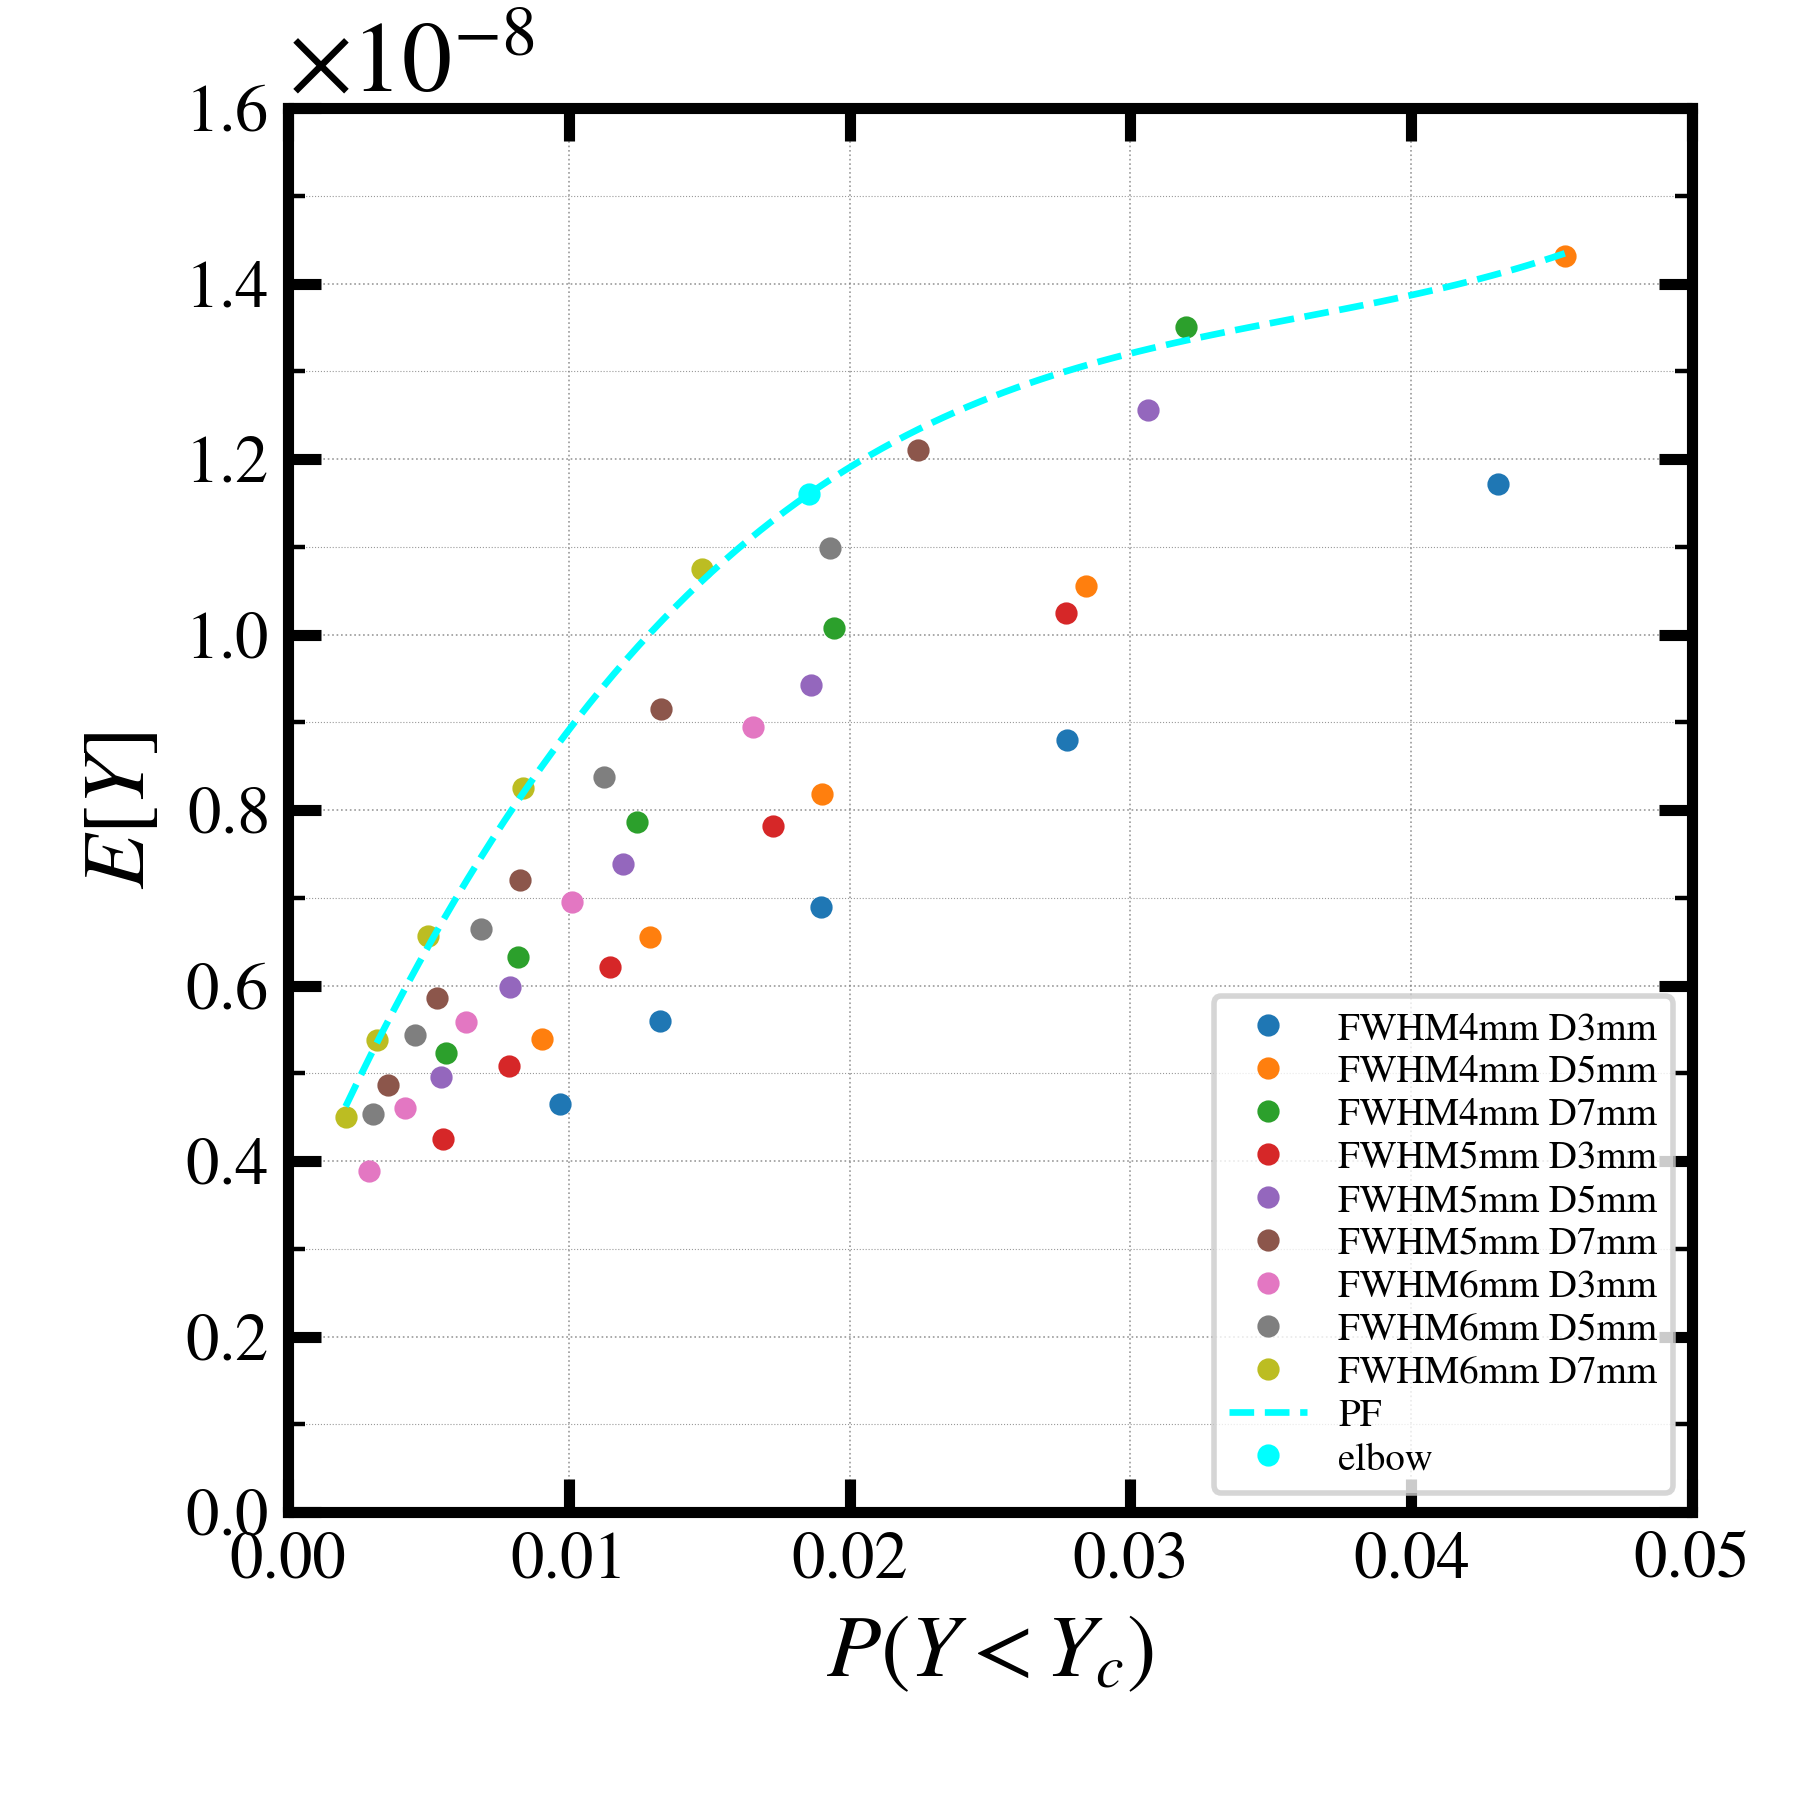 ×10⁻⁸
1.6
1.4
1.2
1.0
0.8
0.6
0.4
0.2
0.0
E[Y]
FWHM4mm D3mm
FWHM4mm D5mm
FWHM4mm D7mm
FWHM5mm D3mm
FWHM5mm D5mm
FWHM5mm D7mm
FWHM6mm D3mm
FWHM6mm D5mm
FWHM6mm D7mm
PF
elbow
0.00 0.01 0.02 0.03 0.04 0.05
P(Y < Y_c)